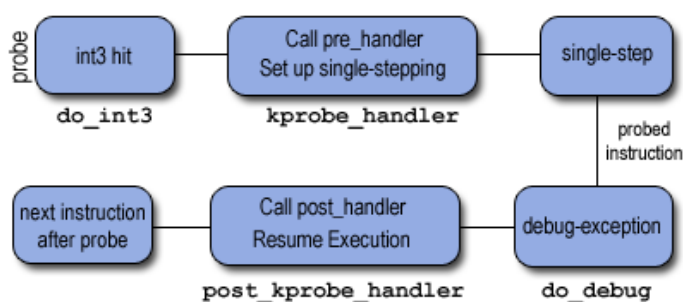 probe
int3 hit
Call pre_handler
Set up single-stepping
single-step
do_int3
kprobe_handler
probed
instruction
next instruction
after probe
Call post_handler
Resume Execution
debug-exception
post_kprobe_handler
do_debug